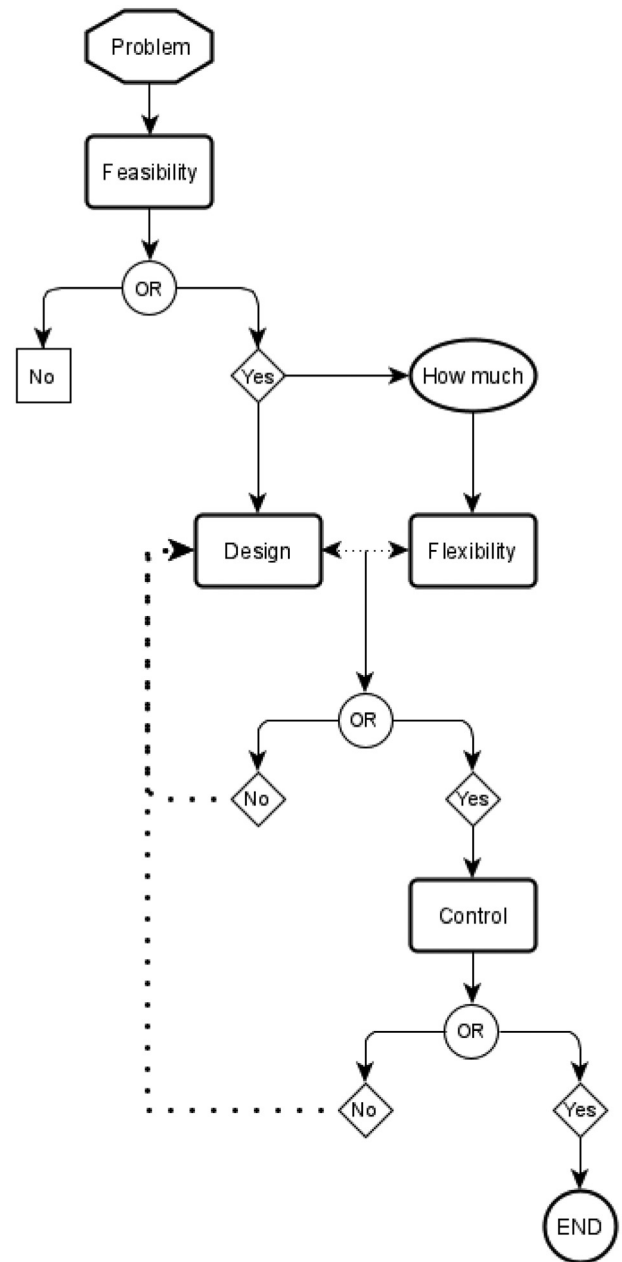 Problem
Feasibility
OR
No
Yes
How much
Design
Flexibility
OR
No
Yes
Control
OR
No
Yes
END